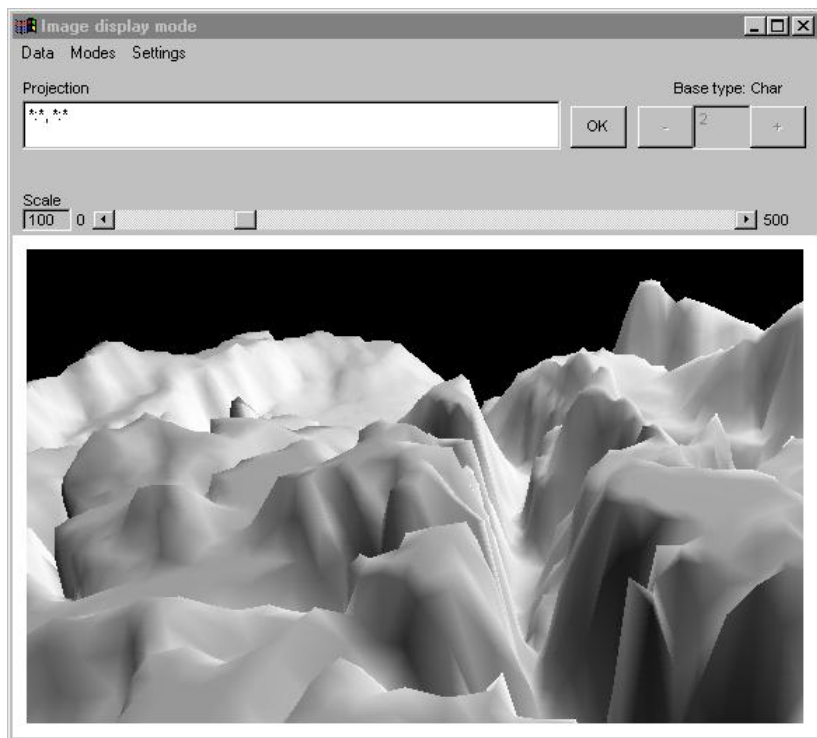 Image display mode
Data Modes Settings
Projection
Base type: Char
*:*, *:*
OK - 2 +
Scale
100 0 500